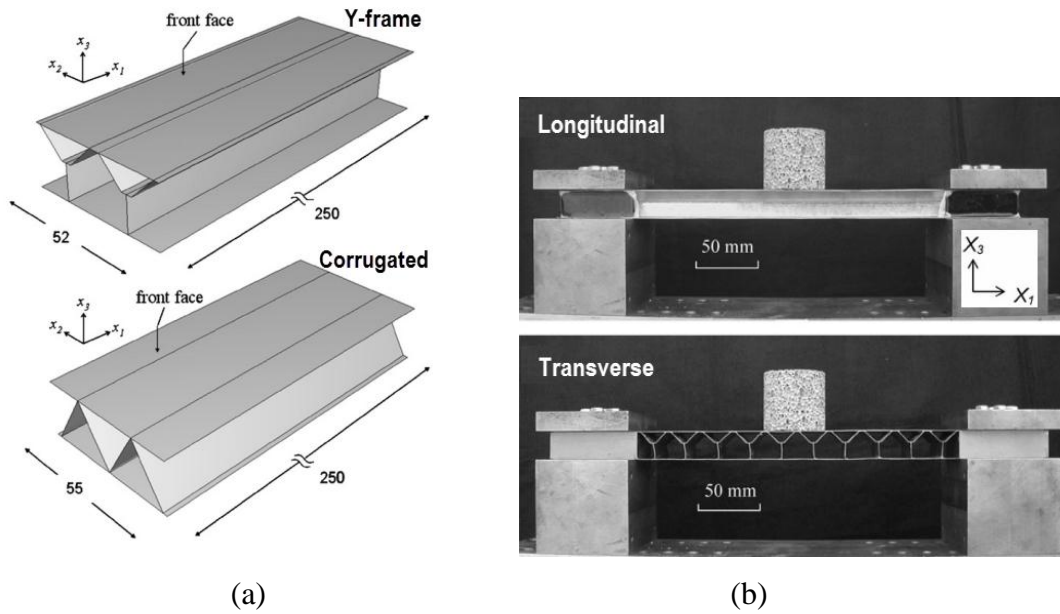 Y-frame
front face
x3
x2
x1
250
52
Corrugated
front face
x3
x2
x1
250
55
(a)
Longitudinal
50 mm
X3
X1
Transverse
50 mm
(b)